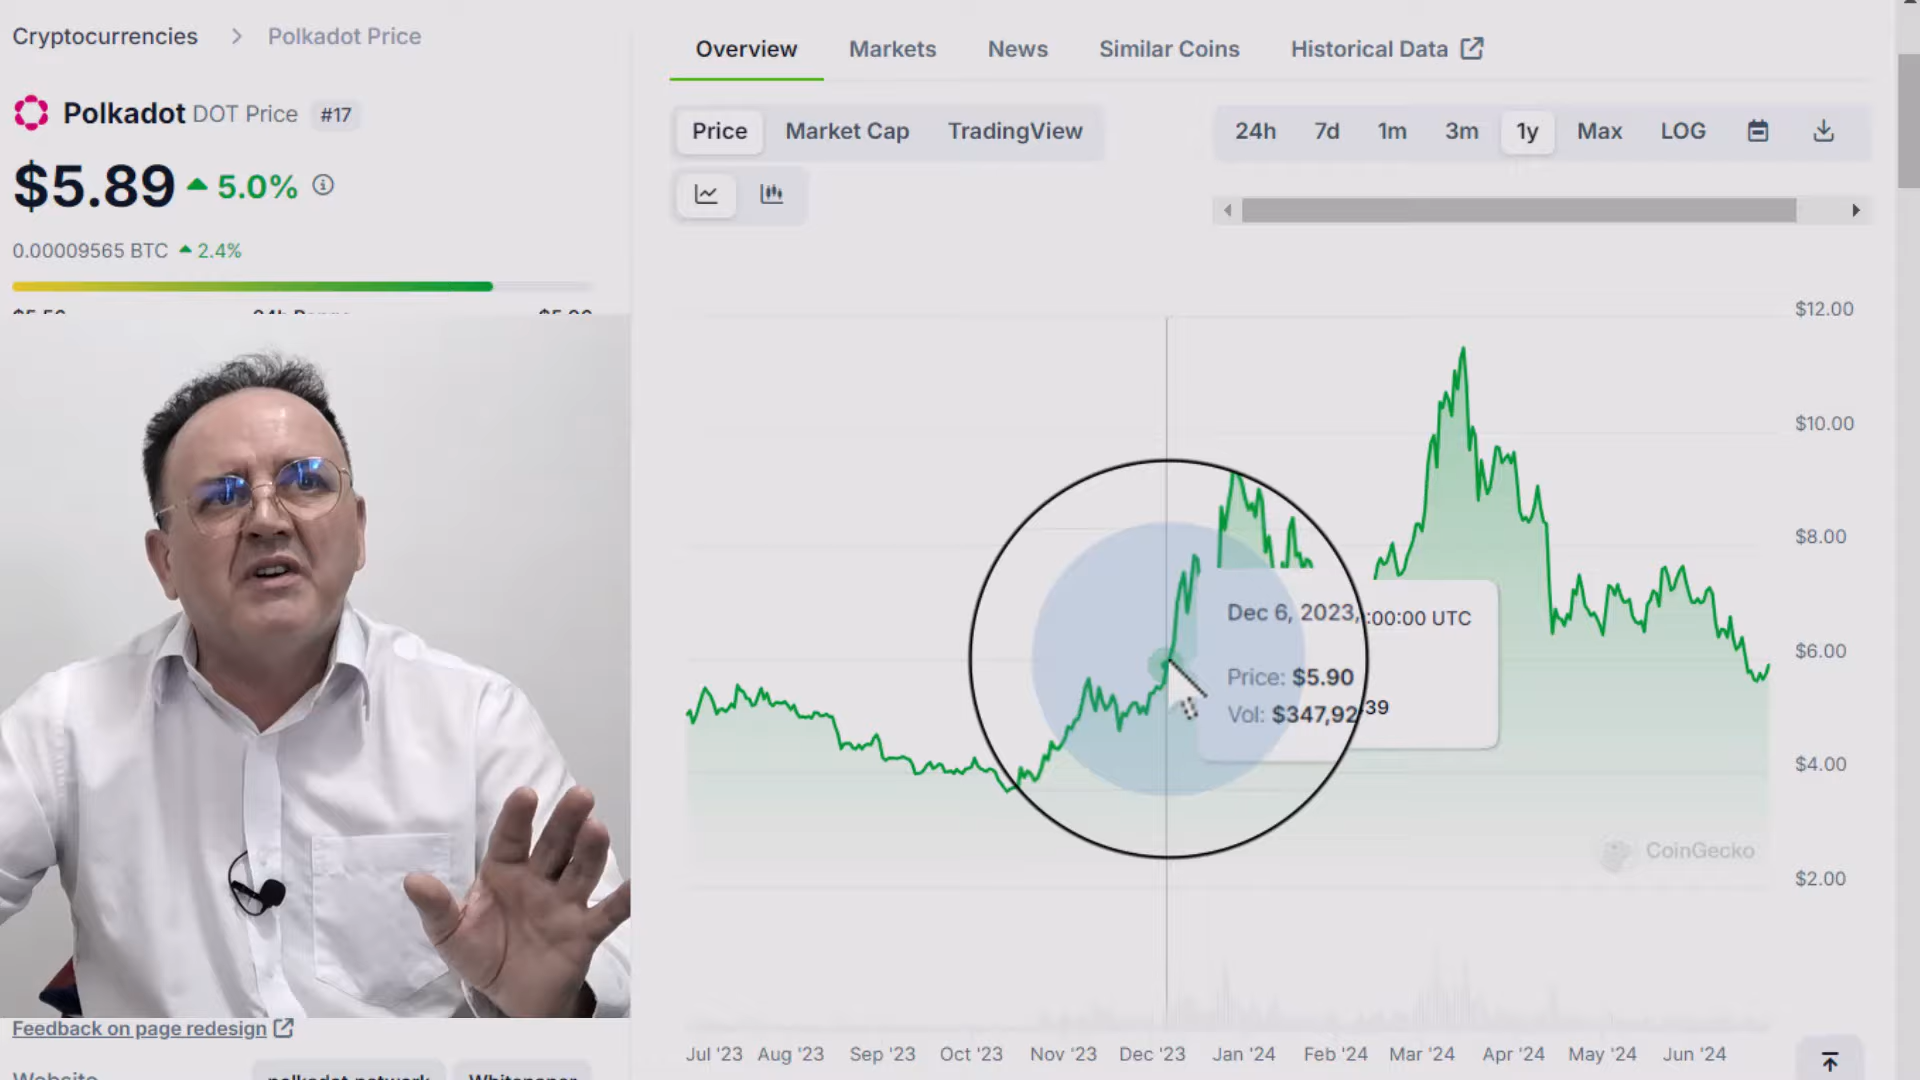 Cryptocurrencies > Polkadot Price
Overview Markets News Similar Coins Historical Data
Polkadot DOT Price #17
Price Market Cap TradingView
24h 7d 1m 3m 1y Max LOG
$5.89 5.0%
0.00009565 BTC 2.4%
$12.00
$10.00
$8.00
$6.00
$4.00
$2.00
Dec 6, 2023, :00:00 UTC
Price: $5.90
Vol: $347,92 39
CoinGecko
Jul '23 Aug '23 Sep '23 Oct '23 Nov '23 Dec '23 Jan '24 Feb '24 Mar '24 Apr '24 May '24 Jun '24
Feedback on page redesign
Website polkadot.network Whitepaper